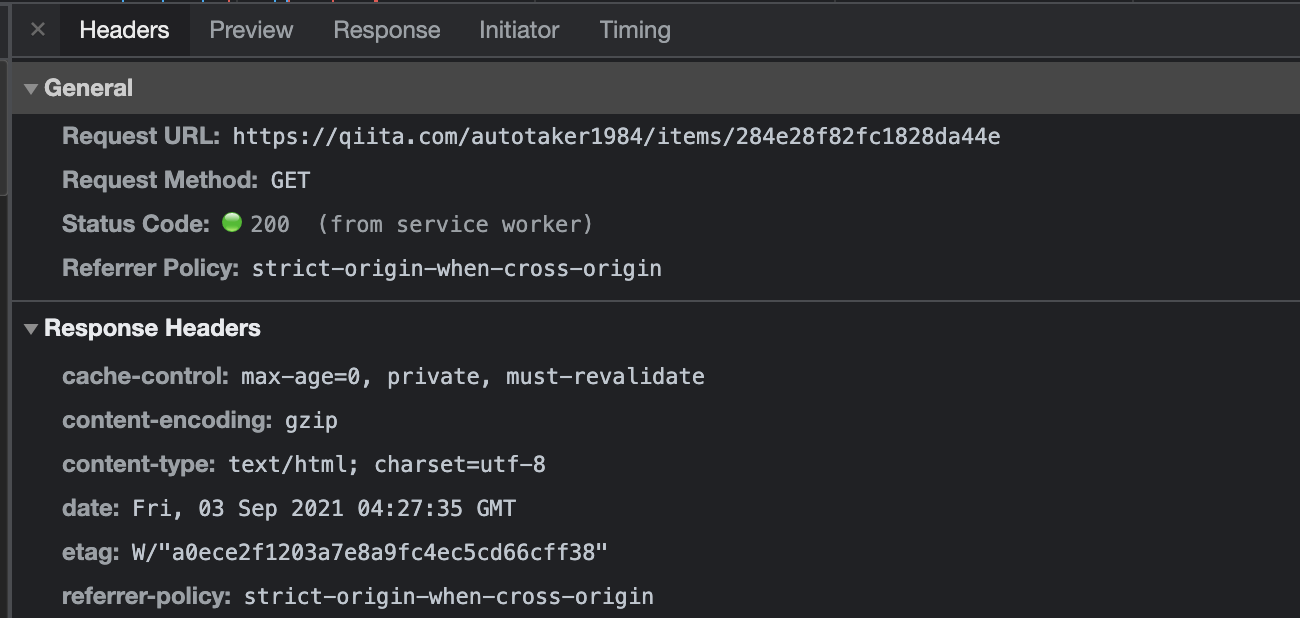 Headers Preview Response Initiator Timing
General
Request URL: https://qiita.com/autotaker1984/items/284e28f82fc1828da44e
Request Method: GET
Status Code: 200 (from service worker)
Referrer Policy: strict-origin-when-cross-origin
Response Headers
cache-control: max-age=0, private, must-revalidate
content-encoding: gzip
content-type: text/html; charset=utf-8
date: Fri, 03 Sep 2021 04:27:35 GMT
etag: W/"a0ece2f1203a7e8a9fc4ec5cd66cff38"
referrer-policy: strict-origin-when-cross-origin